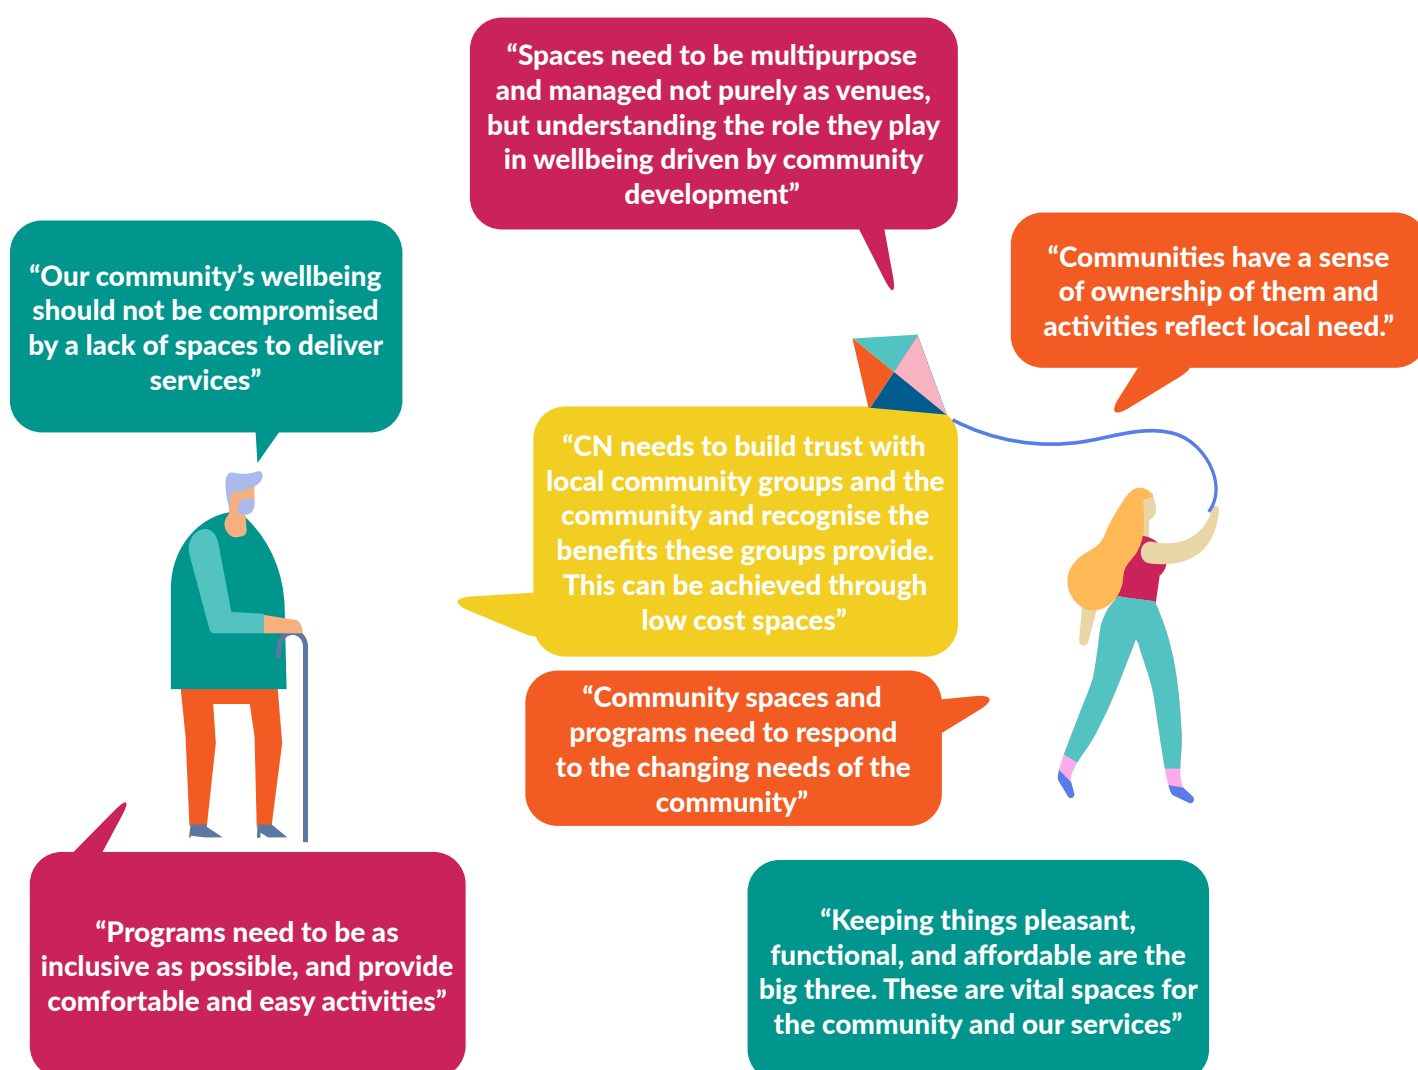 “Spaces need to be multipurpose
and managed not purely as venues,
but understanding the role they play
in wellbeing driven by community
development”
“Our community’s wellbeing
should not be compromised
by a lack of spaces to deliver
services”
“Communities have a sense
of ownership of them and
activities reflect local need.”
“CN needs to build trust with
local community groups and the
community and recognise the
benefits these groups provide.
This can be achieved through
low cost spaces”
“Community spaces and
programs need to respond
to the changing needs of the
community”
“Programs need to be as
inclusive as possible, and provide
comfortable and easy activities”
“Keeping things pleasant,
functional, and affordable are the
big three. These are vital spaces for
the community and our services”